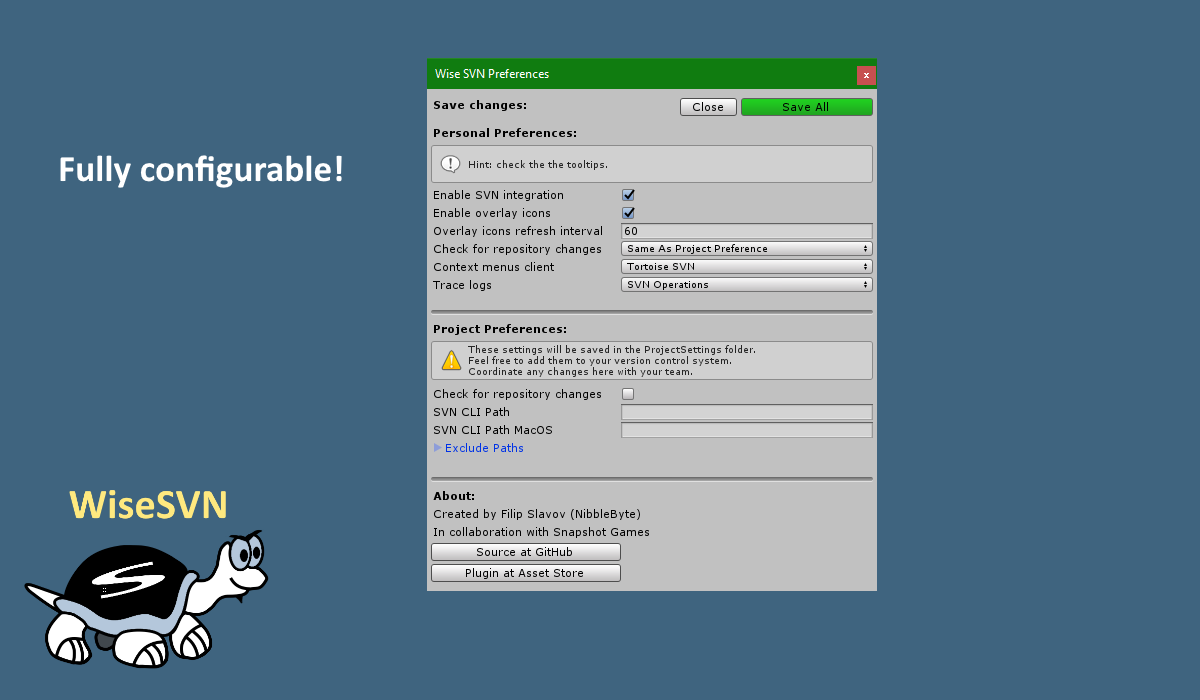 Wise SVN Preferences
x
Save changes:
Close
Save All
Personal Preferences:
Hint: check the the tooltips.
Fully configurable!
Enable SVN integration
Enable overlay icons
Overlay icons refresh interval 60
Check for repository changes Same As Project Preference
Context menus client Tortoise SVN
Trace logs SVN Operations
Project Preferences:
These settings will be saved in the ProjectSettings folder.
Feel free to add them to your version control system.
Coordinate any changes here with your team.
Check for repository changes
SVN CLI Path
SVN CLI Path MacOS
Exclude Paths
About:
Created by Filip Slavov (NibbleByte)
In collaboration with Snapshot Games
Source at GitHub
Plugin at Asset Store
WiseSVN